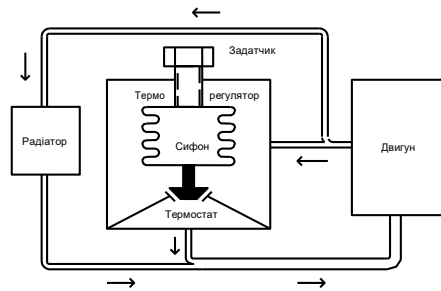 Задатчик
Термо регулятор
Радіатор
Сифон
Двигун
Термостат